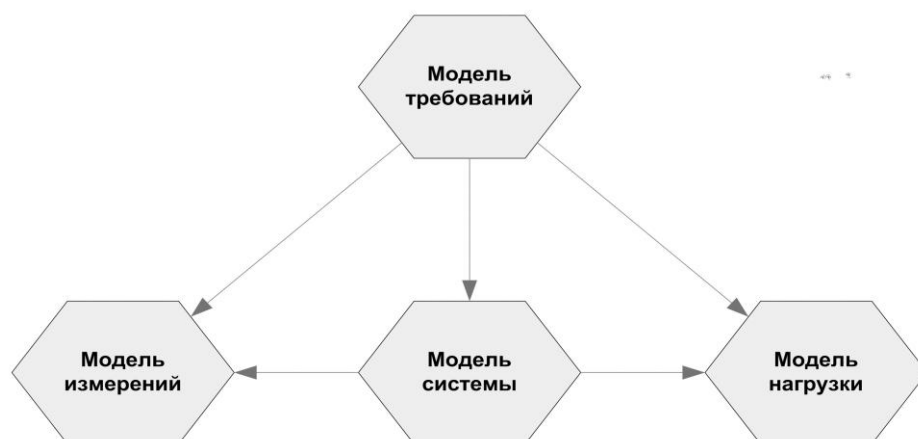 Модель
требований
Модель
измерений
Модель
системы
Модель
нагрузки